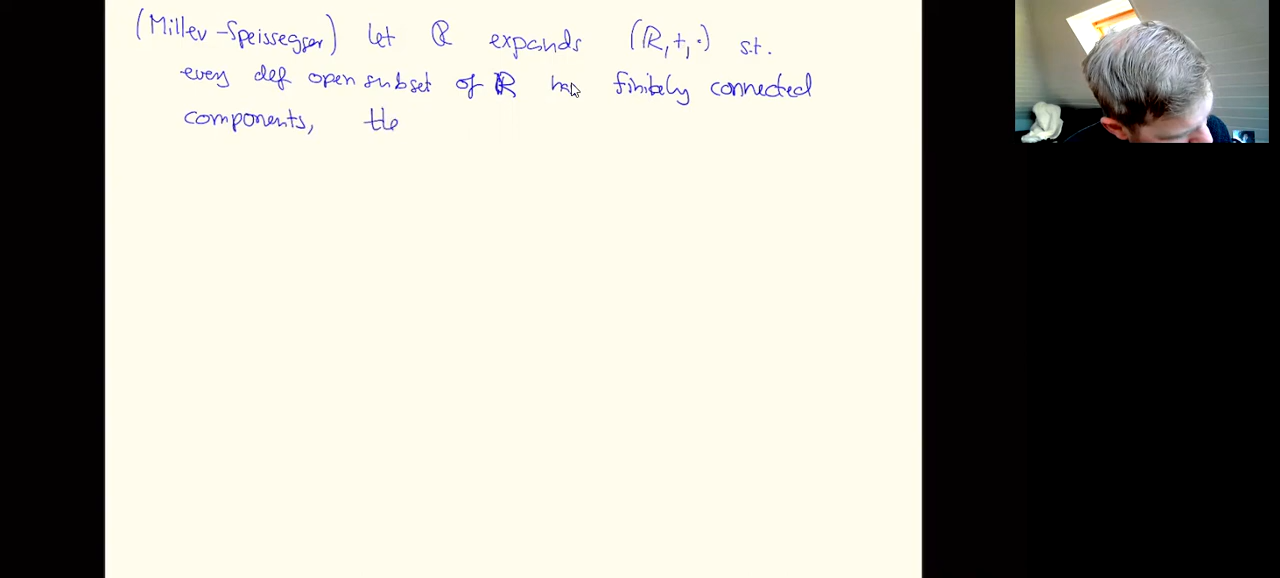 (Miller-Speissegger) let R expands (R,+,·) s.t.
every def open subset of R has finitely connected
components, the